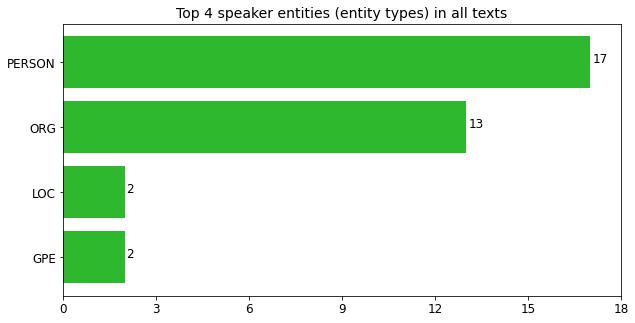 Top 4 speaker entities (entity types) in all texts
PERSON 17
ORG 13
LOC 2
GPE 2
0 3 6 9 12 15 18